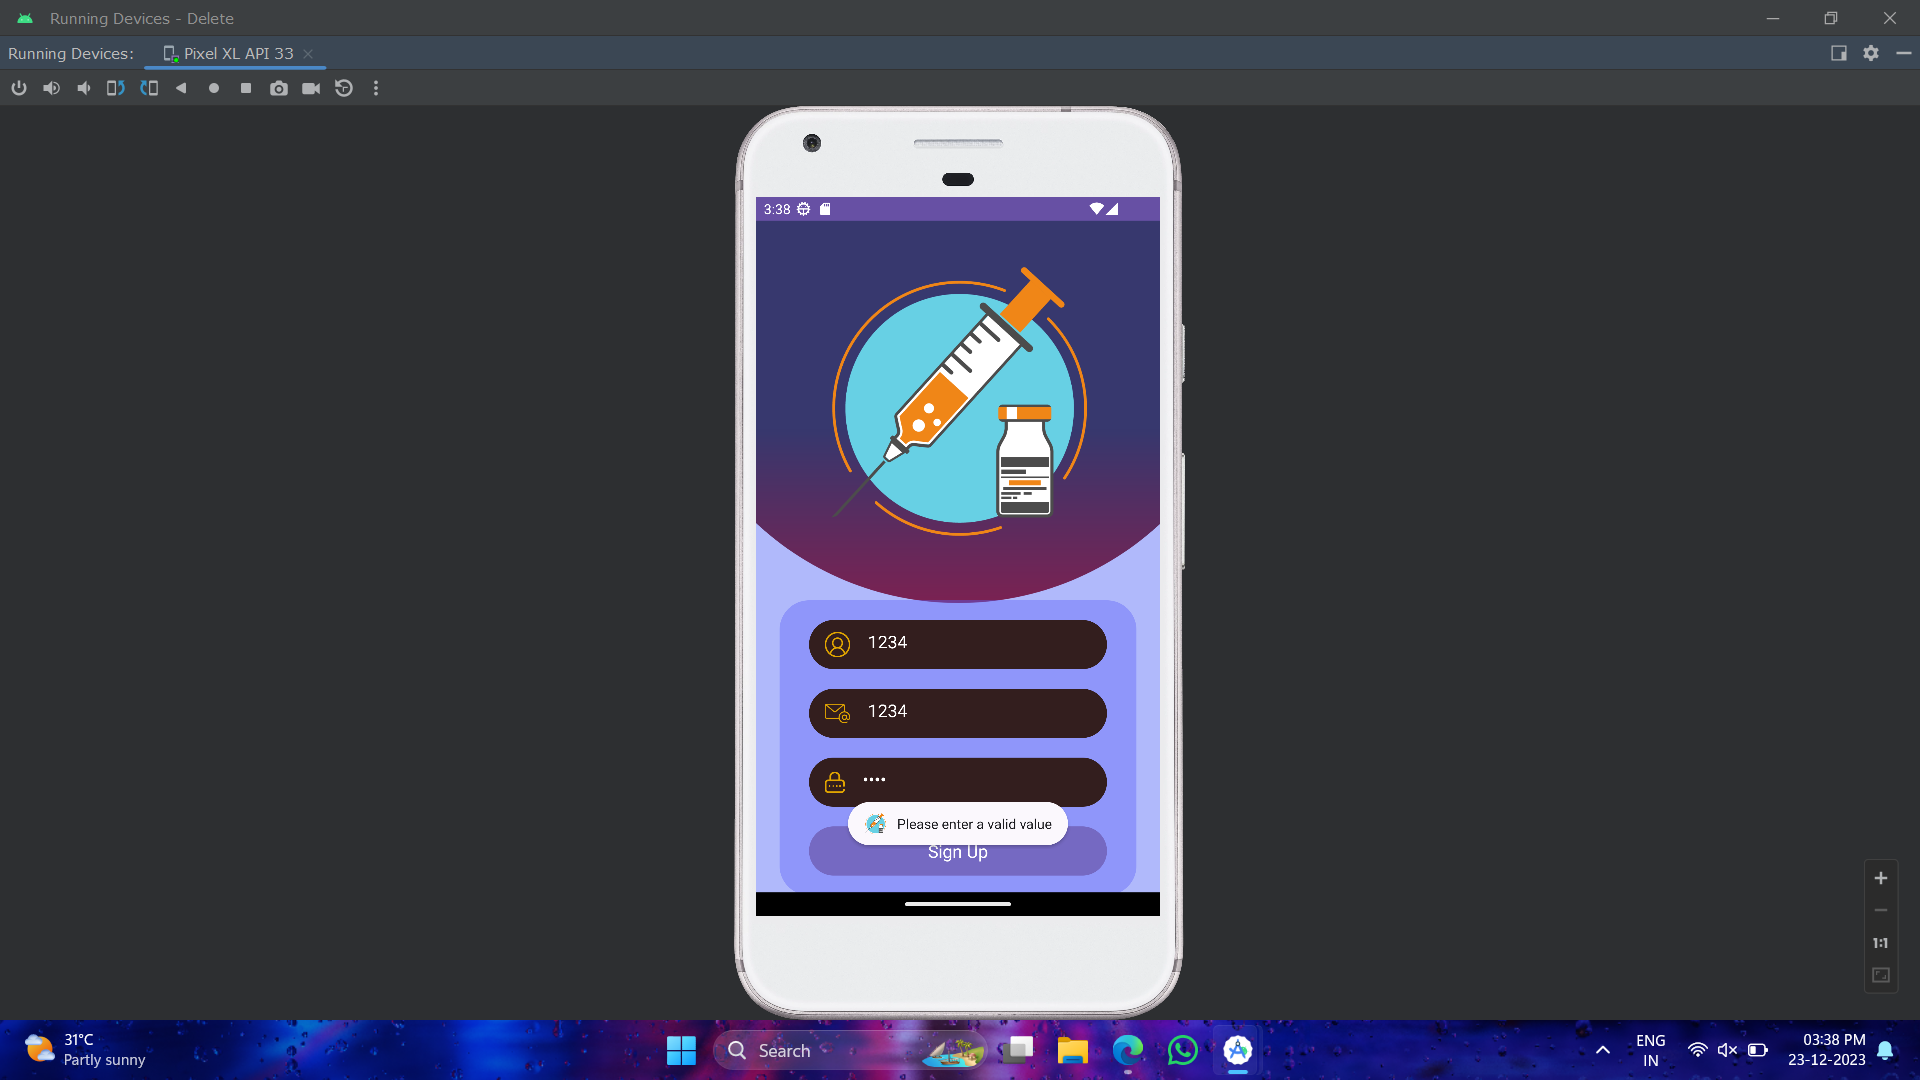 Running Devices - Delete
Running Devices:
Pixel XL API 33
3:38
1234
1234
••••
Please enter a valid value
Sign Up
1:1
31°C
Partly sunny
Search
ENG
IN
03:38 PM
23-12-2023